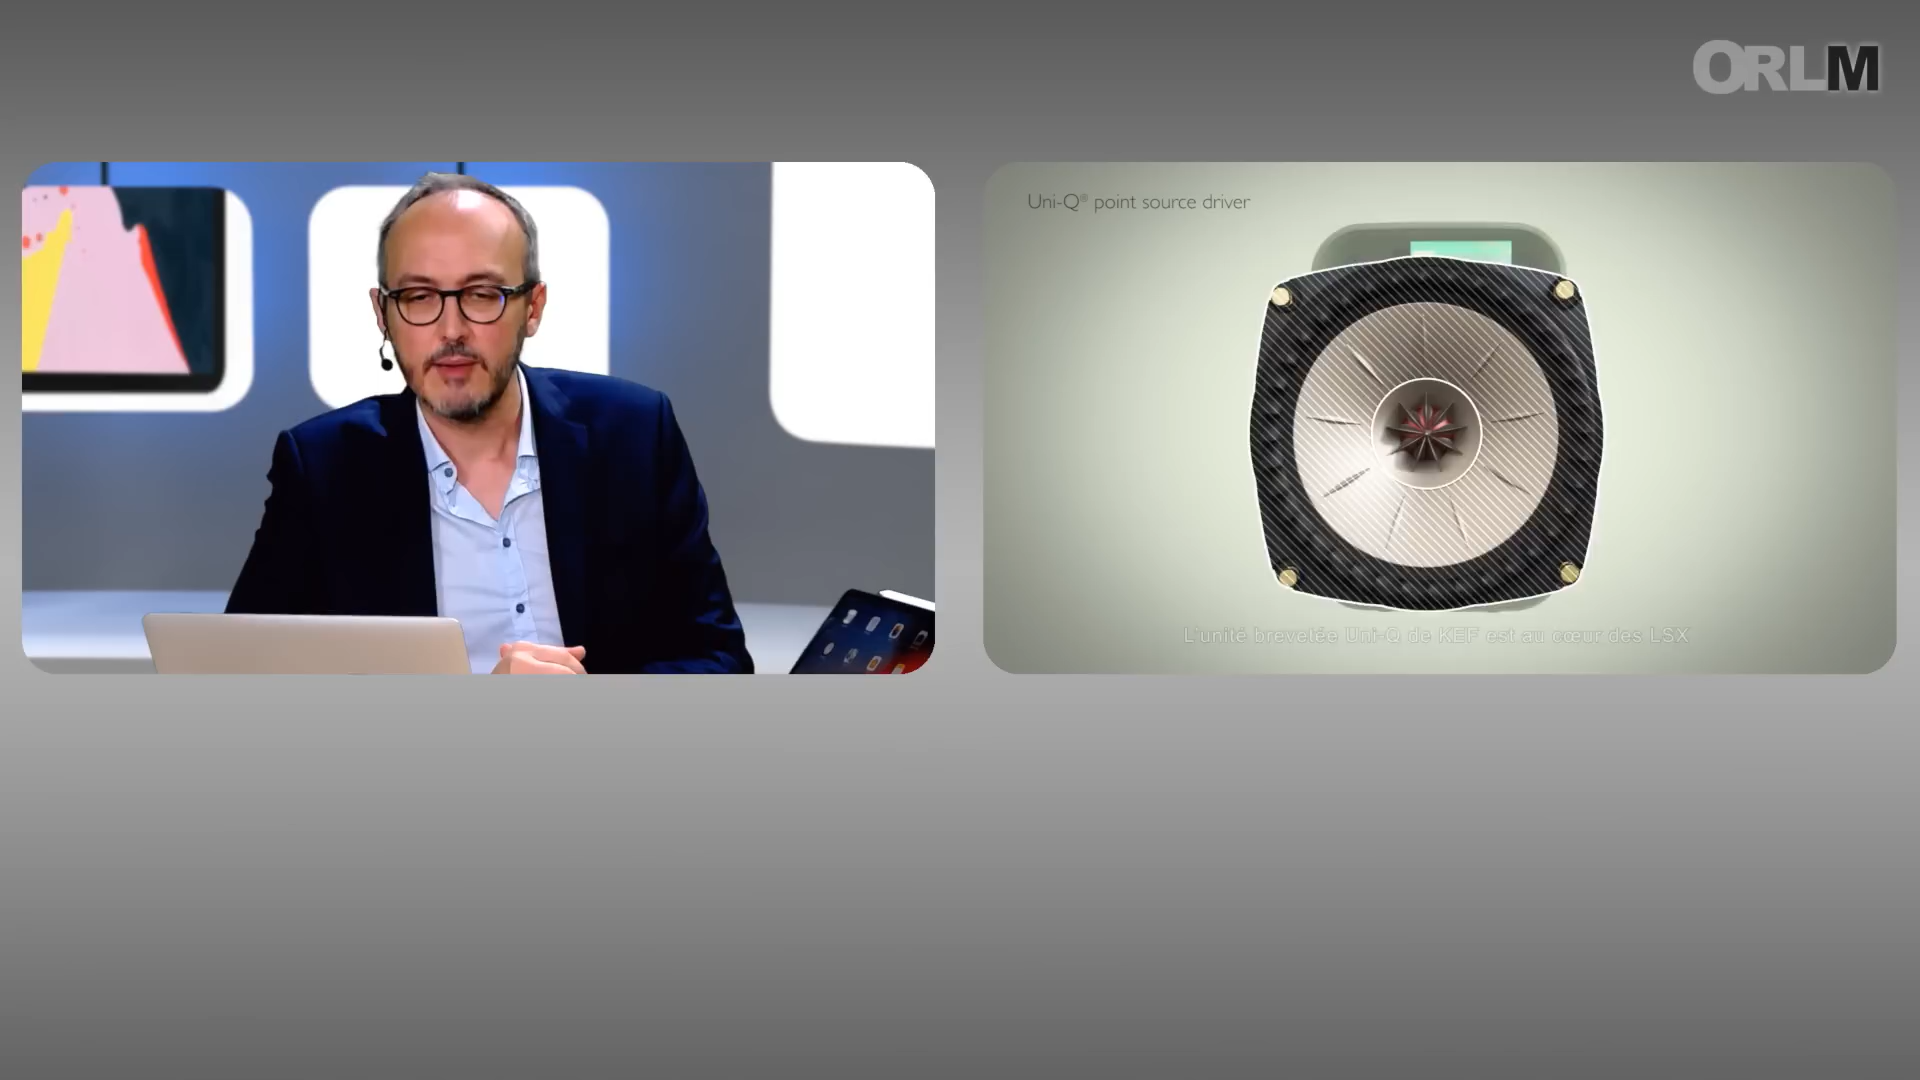 ORLM
Uni-Q® point source driver
L'unité brevetée Uni-Q de KEF est au cœur des LSX